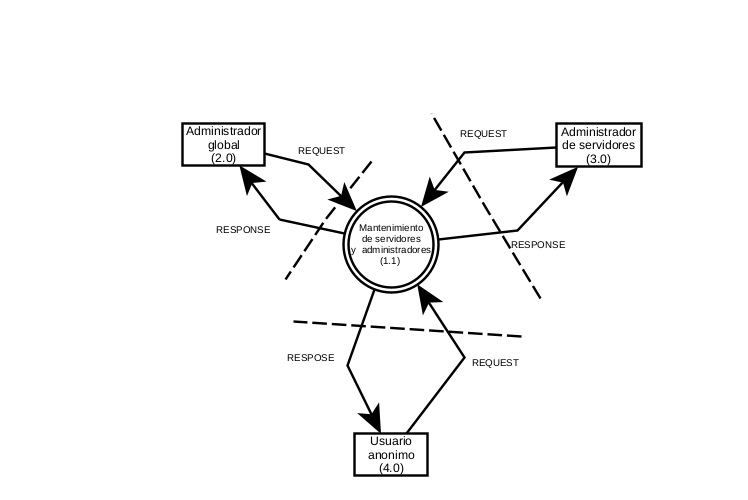 Administrador
global
(2.0)
REQUEST
REQUEST
Administrador
de servidores
(3.0)
RESPONSE
Mantenimiento
de servidores
y administradores
(1.1)
RESPONSE
RESPOSE
REQUEST
Usuario
anonimo
(4.0)